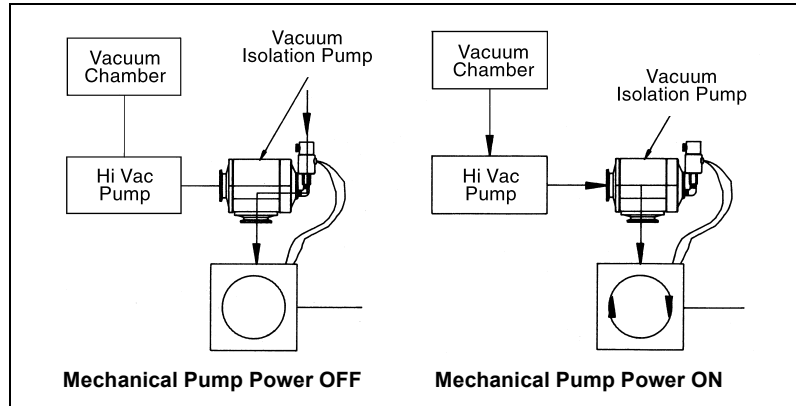 Vacuum
Chamber
Vacuum
Isolation Pump
Hi Vac
Pump
Mechanical Pump Power OFF
Vacuum
Chamber
Vacuum
Isolation Pump
Hi Vac
Pump
Mechanical Pump Power ON